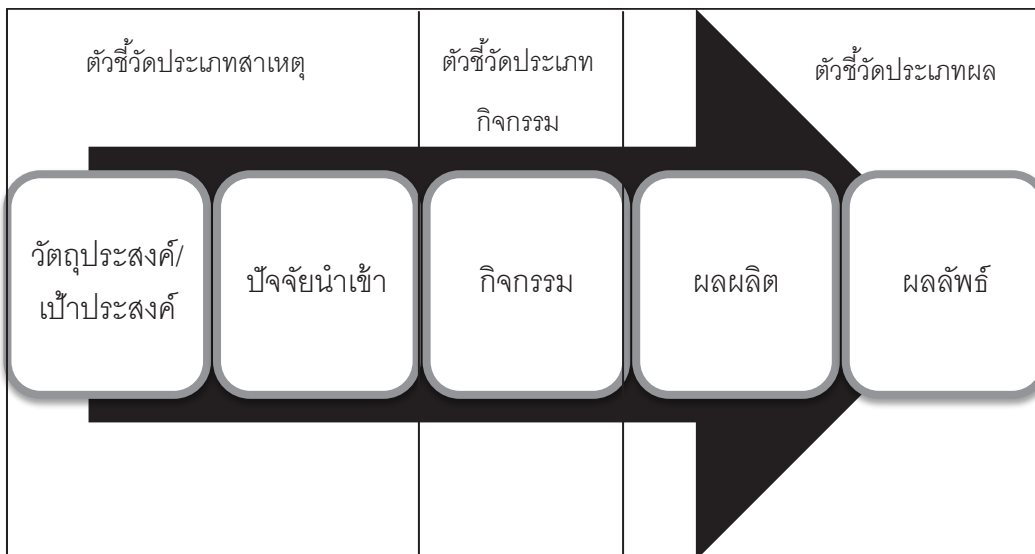 ตัวชี้วัดประเภทสาเหตุ
ตัวชี้วัดประเภท
กิจกรรม
ตัวชี้วัดประเภทผล
วัตถุประสงค์/
เป้าประสงค์
ปัจจัยนำเข้า
กิจกรรม
ผลผลิต
ผลลัพธ์